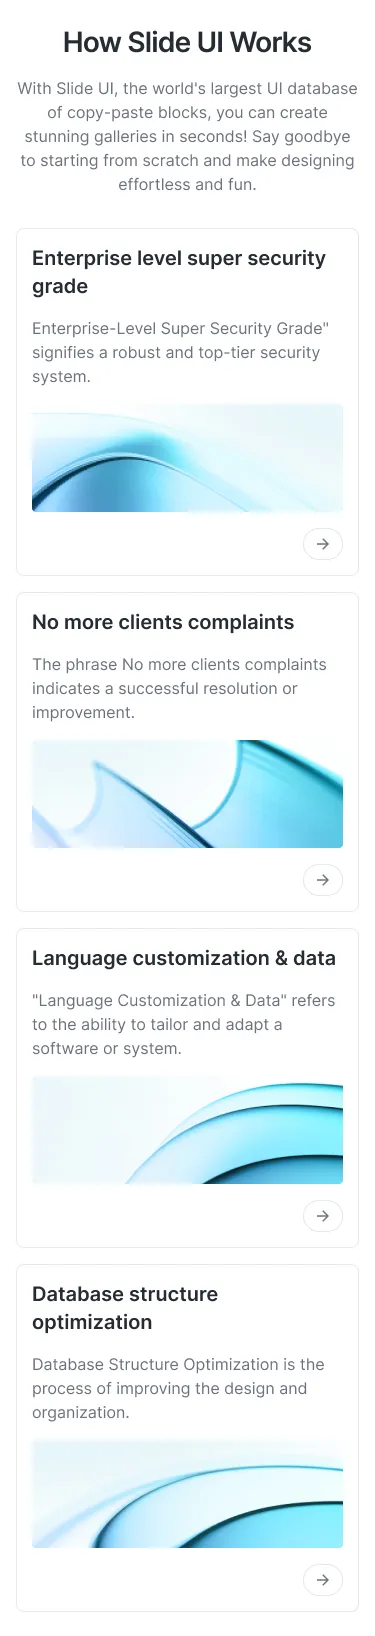 How Slide UI Works
With Slide UI, the world's largest UI database
of copy-paste blocks, you can create
stunning galleries in seconds! Say goodbye
to starting from scratch and make designing
effortless and fun.
Enterprise level super security
grade
Enterprise-Level Super Security Grade"
signifies a robust and top-tier security
system.
No more clients complaints
The phrase No more clients complaints
indicates a successful resolution or
improvement.
Language customization & data
"Language Customization & Data" refers
to the ability to tailor and adapt a
software or system.
Database structure
optimization
Database Structure Optimization is the
process of improving the design and
organization.